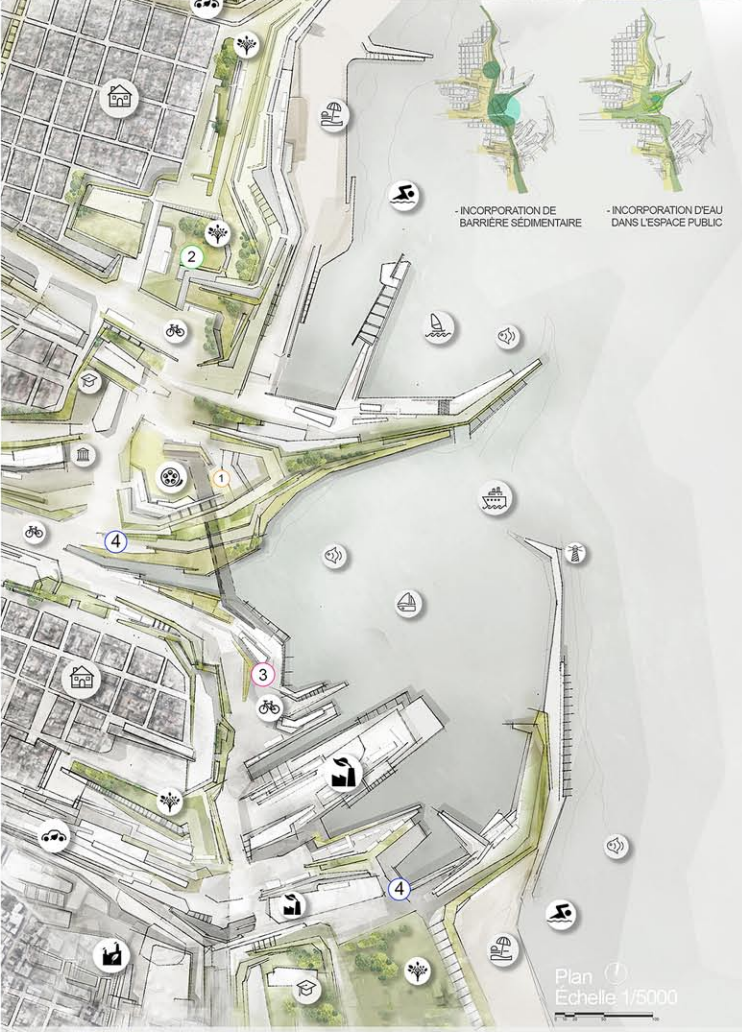 - INCORPORATION DE
BARRIÈRE SÉDIMENTAIRE
- INCORPORATION D'EAU
DANS L'ESPACE PUBLIC
2
1
4
3
4
Plan
Échelle 1/5000